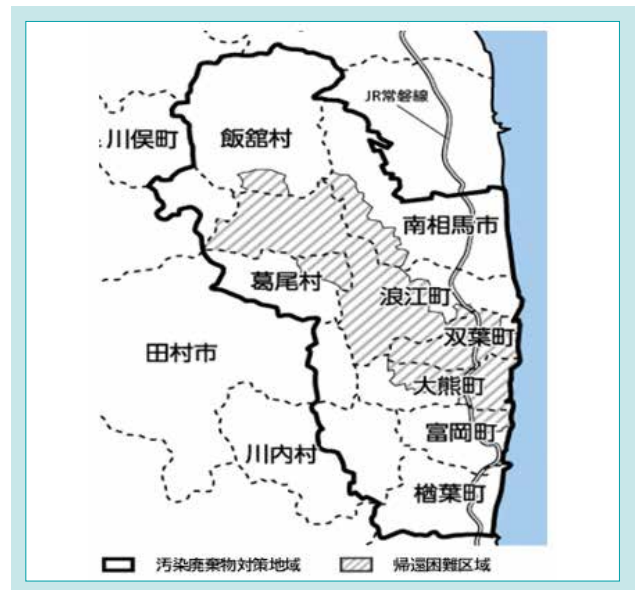 JR常磐線
川俣町
飯舘村
南相馬市
葛尾村
浪江町
双葉町
田村市
大熊町
富岡町
川内村
楢葉町
汚染廃棄物対策地域
帰還困難区域